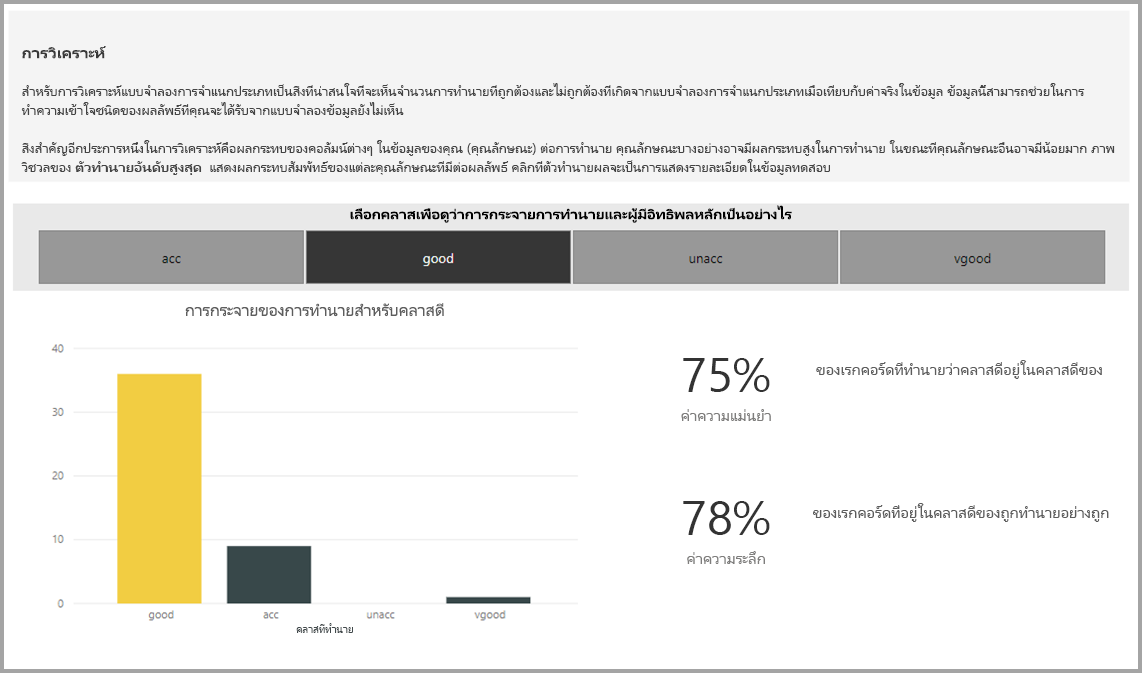 การวิเคราะห์
สำหรับการวิเคราะห์แบบจำลองการจำแนกประเภทเป็นสิ่งที่น่าสนใจที่จะเห็นจำนวนการทำนายที่ถูกต้องและไม่ถูกต้องที่เกิดจากแบบจำลองการจำแนกประเภทเมื่อเทียบกับค่าจริงในข้อมูล ข้อมูลนี้สามารถช่วยในการ
ทำความเข้าใจชนิดของผลลัพธ์ที่คุณจะได้รับจากแบบจำลองข้อมูลยังไม่เห็น
สิ่งสำคัญอีกประการหนึ่งในการวิเคราะห์คือผลกระทบของคอลัมน์ต่างๆ ในข้อมูลของคุณ (คุณลักษณะ) ต่อการทำนาย คุณลักษณะบางอย่างอาจมีผลกระทบสูงในการทำนาย ในขณะที่คุณลักษณะอื่นอาจมีน้อยมาก ภาพ
วิชวลของ ตัวทำนายอันดับสูงสุด แสดงผลกระทบสัมพัทธ์ของแต่ละคุณลักษณะที่มีต่อผลลัพธ์ คลิกที่ตัวทำนายผลจะเป็นการแสดงรายละเอียดในข้อมูลทดสอบ
เลือกคลาสเพื่อดูว่าการกระจายการทำนายและผู้มีอิทธิพลหลักเป็นอย่างไร
acc good unacc vgood
การกระจายของการทำนายสำหรับคลาสดี
40
30
20
10
0
good acc unacc vgood
คลาสที่ทำนาย
75% ของเรกคอร์ดที่ทำนายว่าคลาสดีอยู่ในคลาสดีของ
ค่าความแม่นยำ
78% ของเรกคอร์ดที่อยู่ในคลาสดีของถูกทำนายอย่างถูก
ค่าความระลึก